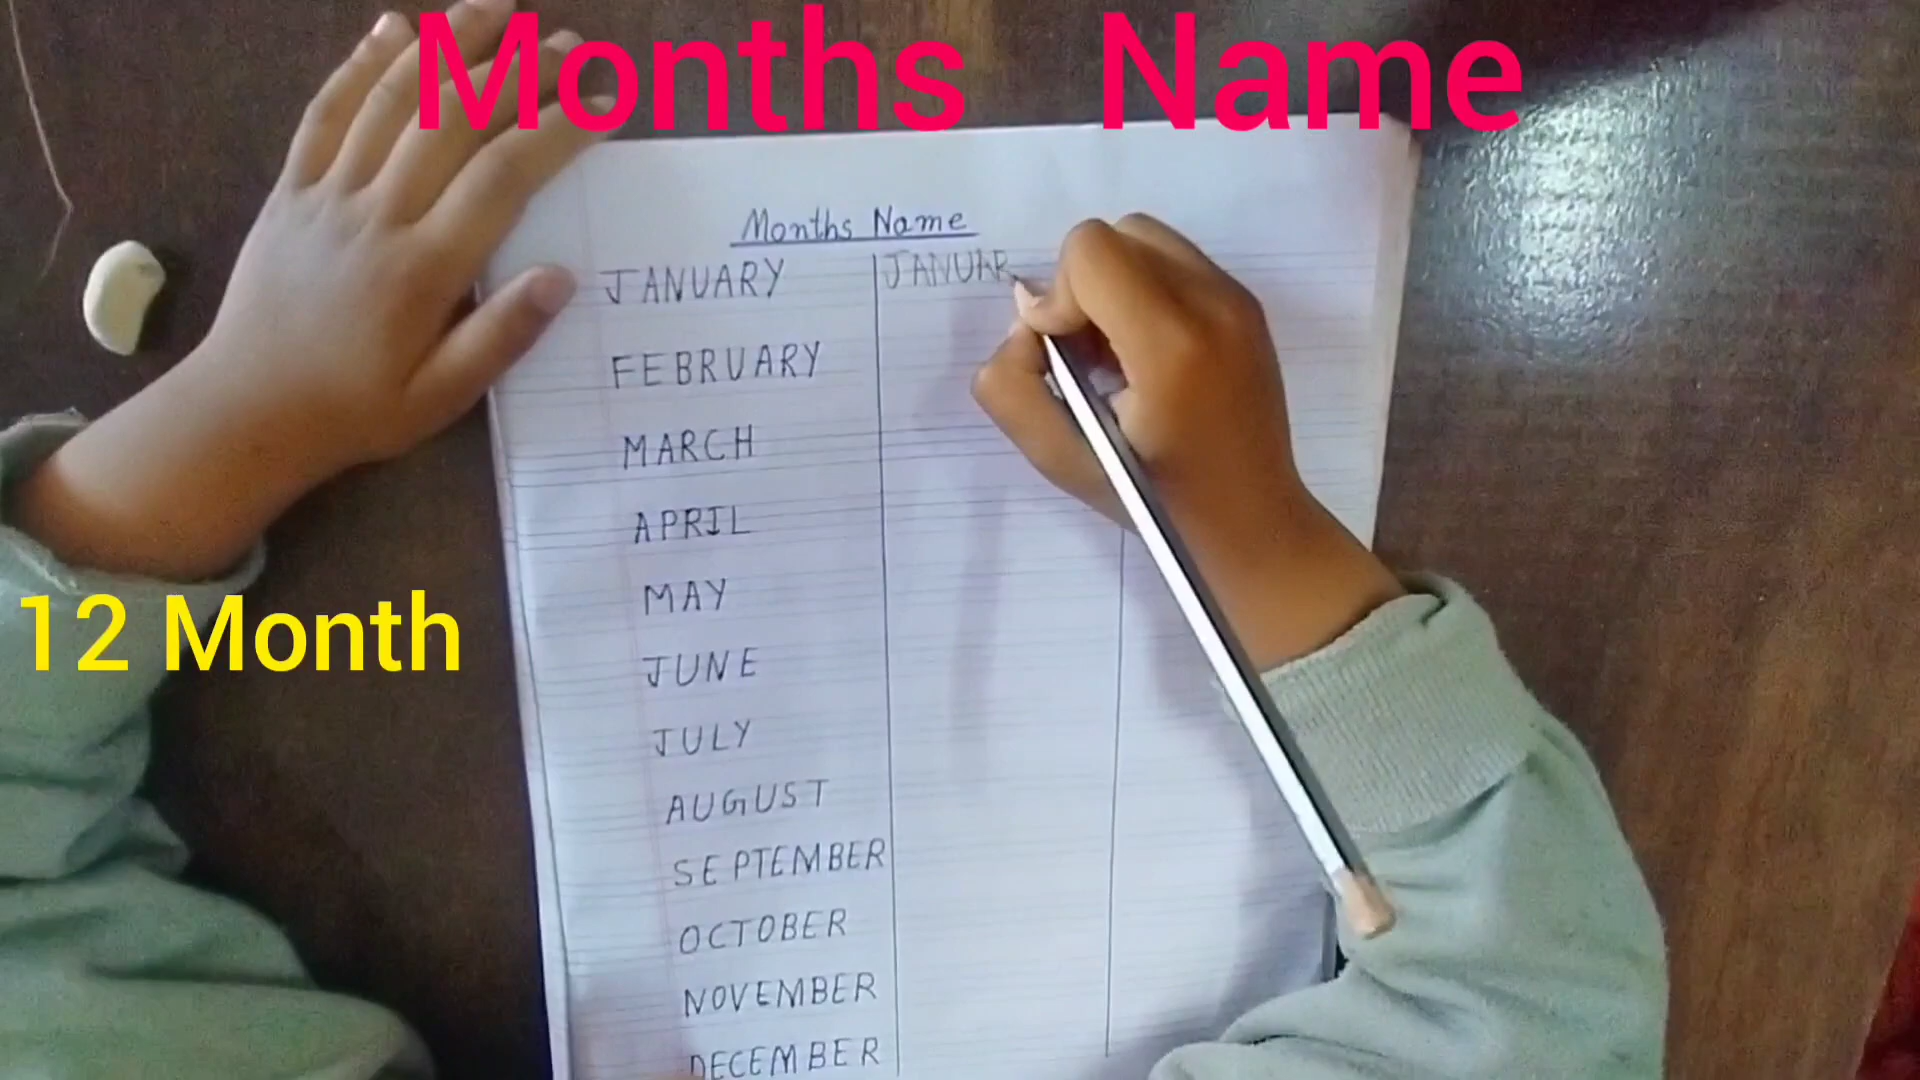 Months Name
Months Name
JANUARY JANUAR
FEBRUARY
MARCH
APRIL
MAY
12 Month
JUNE
JULY
AUGUST
SEPTEMBER
OCTOBER
NOVEMBER
DECEMBER